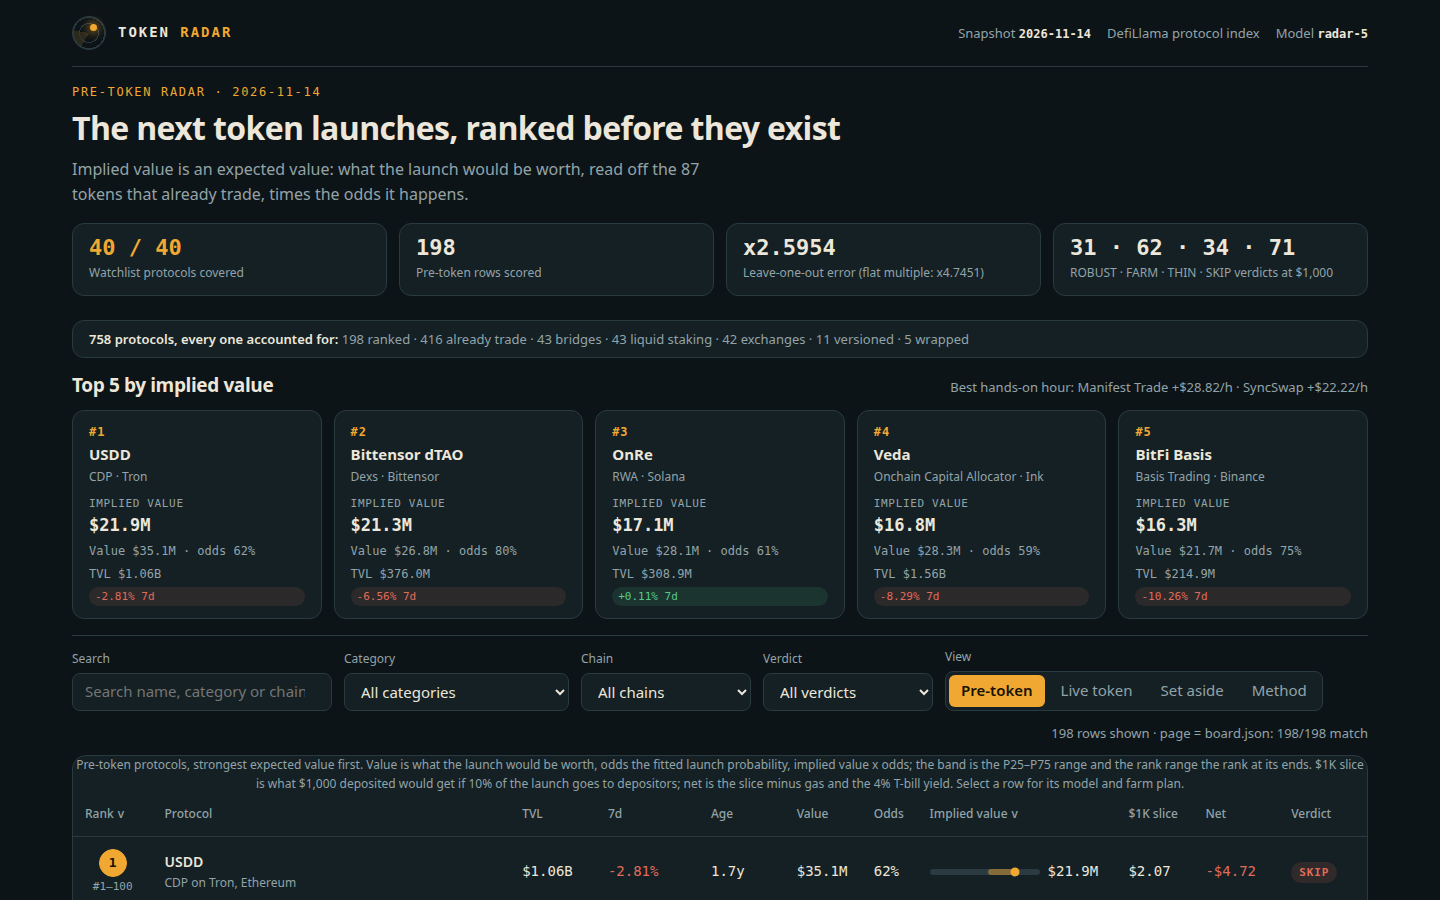 TOKEN RADAR
Snapshot 2026-11-14 DefiLlama protocol index Model radar-5
PRE-TOKEN RADAR · 2026-11-14
The next token launches, ranked before they exist
Implied value is an expected value: what the launch would be worth, read off the 87
tokens that already trade, times the odds it happens.
40 / 40
Watchlist protocols covered
198
Pre-token rows scored
x2.5954
Leave-one-out error (flat multiple: x4.7451)
31 · 62 · 34 · 71
ROBUST · FARM · THIN · SKIP verdicts at $1,000
758 protocols, every one accounted for: 198 ranked · 416 already trade · 43 bridges · 43 liquid staking · 42 exchanges · 11 versioned · 5 wrapped
Top 5 by implied value
Best hands-on hour: Manifest Trade +$28.82/h · SyncSwap +$22.22/h
#1
USDD
CDP · Tron
IMPLIED VALUE
$21.9M
Value $35.1M · odds 62%
TVL $1.06B
-2.81% 7d
#2
Bittensor dTAO
Dexs · Bittensor
IMPLIED VALUE
$21.3M
Value $26.8M · odds 80%
TVL $376.0M
-6.56% 7d
#3
OnRe
RWA · Solana
IMPLIED VALUE
$17.1M
Value $28.1M · odds 61%
TVL $308.9M
+0.11% 7d
#4
Veda
Onchain Capital Allocator · Ink
IMPLIED VALUE
$16.8M
Value $28.3M · odds 59%
TVL $1.56B
-8.29% 7d
#5
BitFi Basis
Basis Trading · Binance
IMPLIED VALUE
$16.3M
Value $21.7M · odds 75%
TVL $214.9M
-10.26% 7d
Search
Search name, category or chain
Category
All categories
Chain
All chains
Verdict
All verdicts
View
Pre-token Live token Set aside Method
198 rows shown · page = board.json: 198/198 match
Pre-token protocols, strongest expected value first. Value is what the launch would be worth, odds the fitted launch probability, implied value x odds; the band is the P25–P75 range and the rank range the rank at its ends. $1K slice
is what $1,000 deposited would get if 10% of the launch goes to depositors; net is the slice minus gas and the 4% T-bill yield. Select a row for its model and farm plan.
Rank v Protocol TVL 7d Age Value Odds Implied value v $1K slice Net Verdict
1 USDD $1.06B -2.81% 1.7y $35.1M 62% $21.9M $2.07 -$4.72 SKIP
#1–100 CDP on Tron, Ethereum